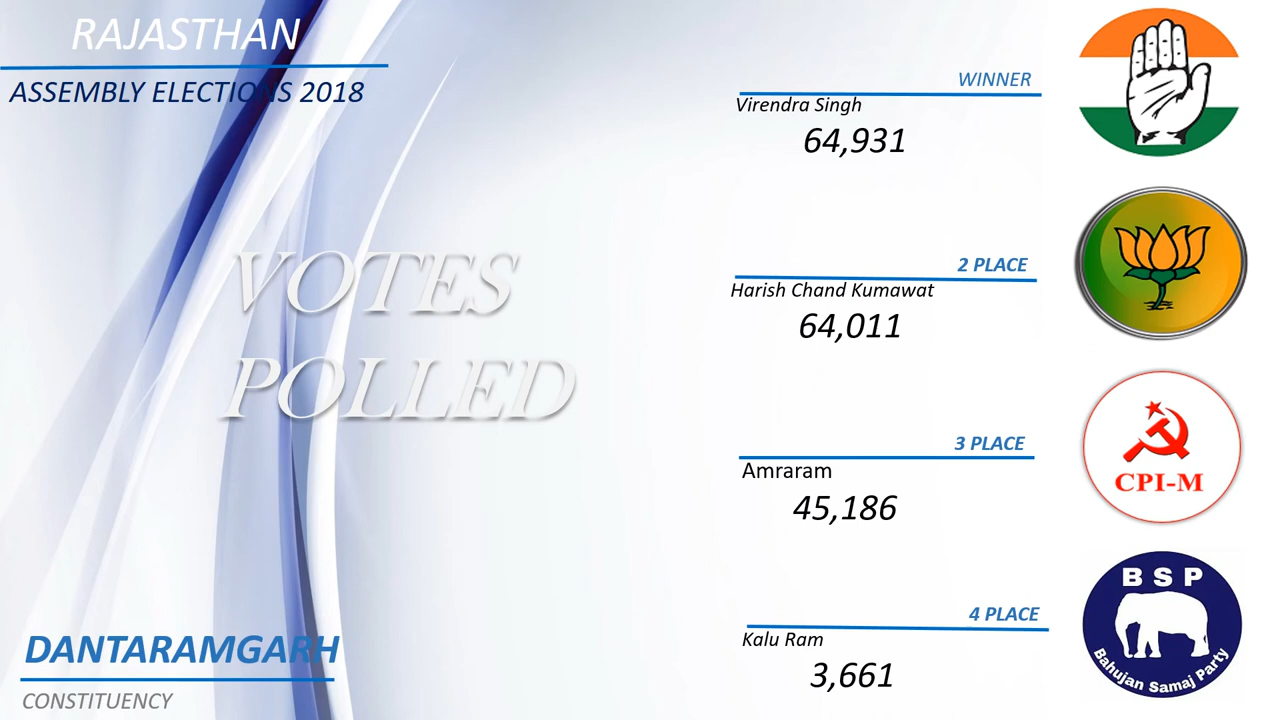 RAJASTHAN
ASSEMBLY ELECTIONS 2018
VOTES
POLLED
DANTARAMGARH
CONSTITUENCY
WINNER
Virendra Singh
64,931
2 PLACE
Harish Chand Kumawat
64,011
3 PLACE
Amraram
45,186
CPI-M
4 PLACE
Kalu Ram
3,661
BSP
Bahujan Samaj Party